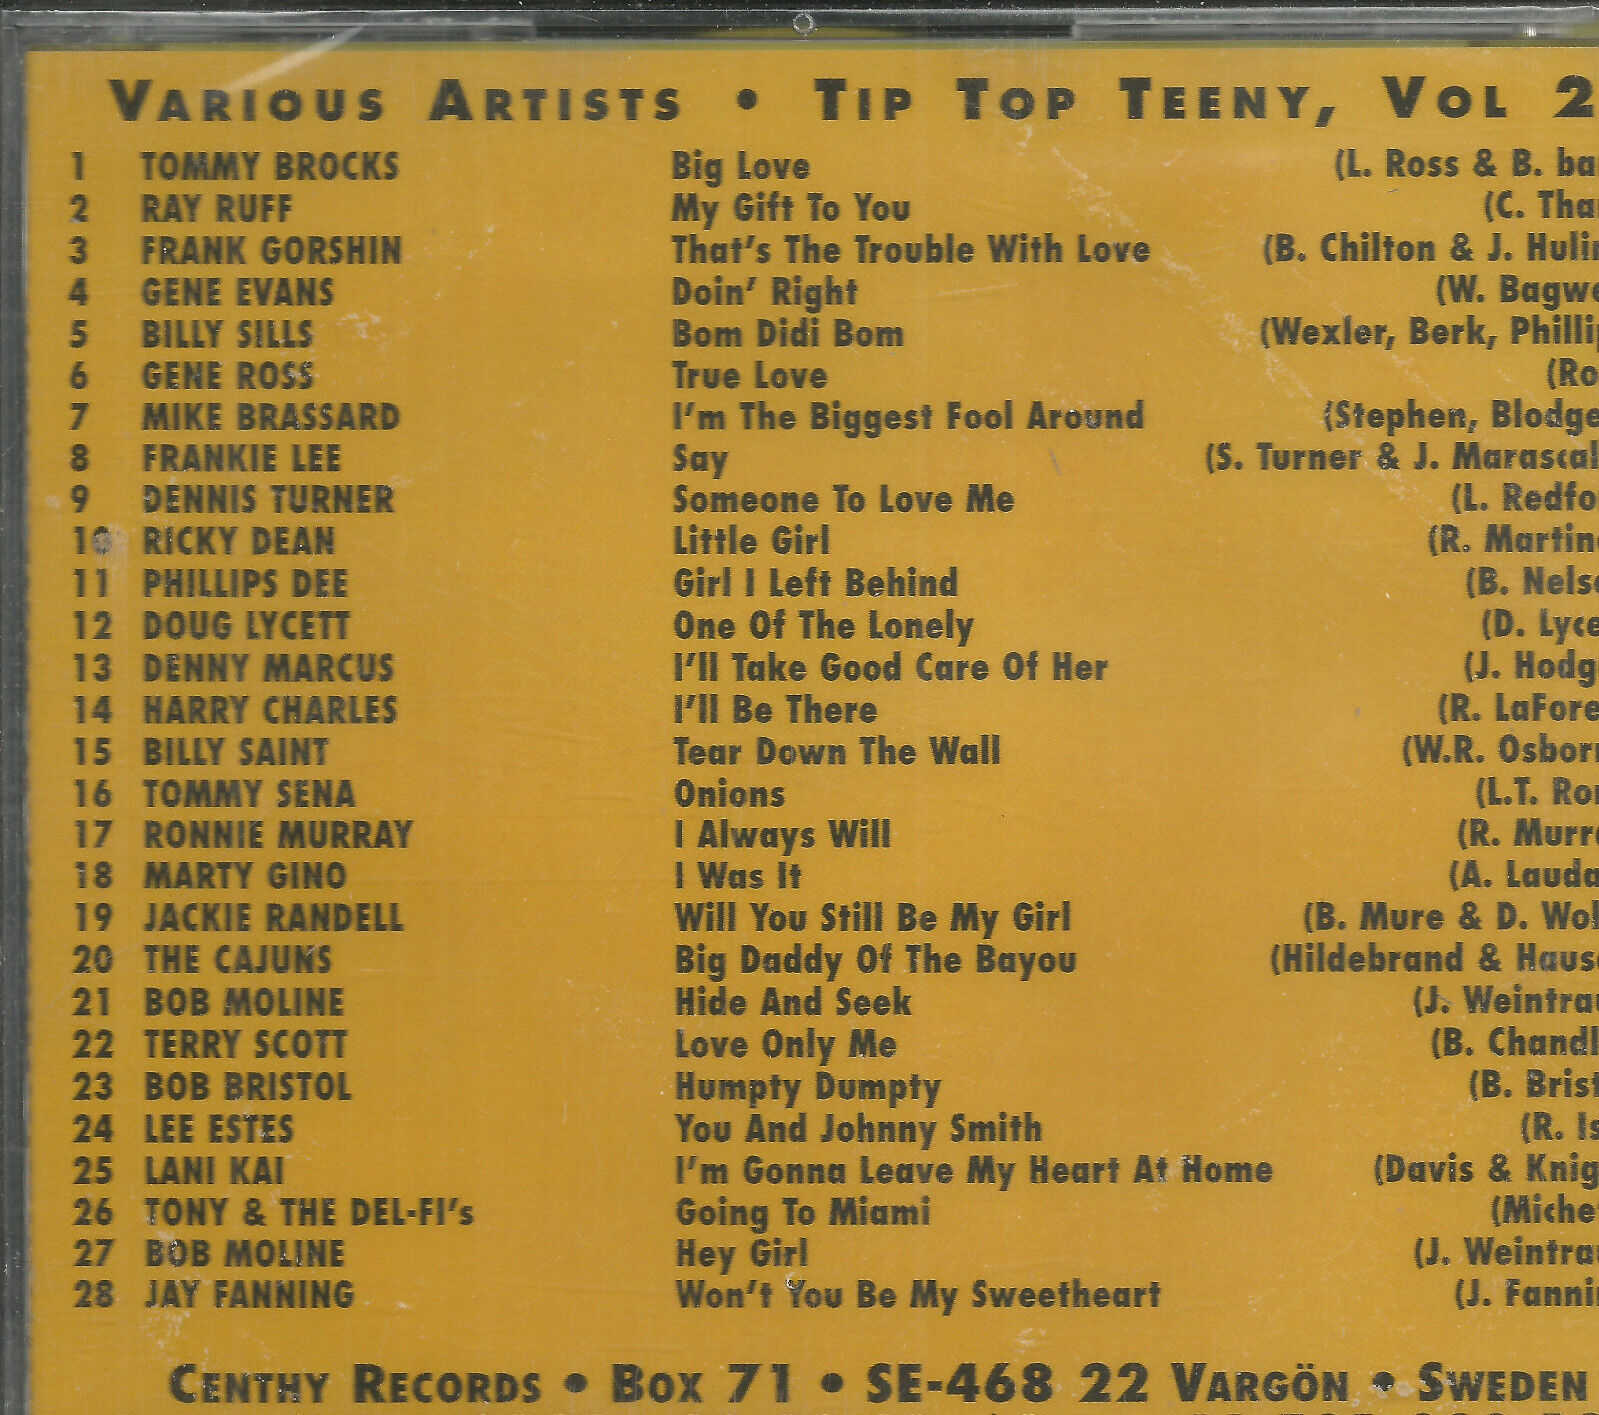 VARIOUS ARTISTS • TIP TOP TEENY, VOL 2
1 TOMMY BROCKS Big Love (L. Ross & B. ba
2 RAY RUFF My Gift To You (C. Tha
3 FRANK GORSHIN That's The Trouble With Love (B. Chilton & J. Huli
4 GENE EVANS Doin' Right (W. Bagwe
5 BILLY SILLS Bom Didi Bom (Wexler, Berk, Philli
6 GENE ROSS True Love (Ro
7 MIKE BRASSARD I'm The Biggest Fool Around (Stephen, Blodge
8 FRANKIE LEE Say (S. Turner & J. Marascal
9 DENNIS TURNER Someone To Love Me (L. Redfo
10 RICKY DEAN Little Girl (R. Martin
11 PHILLIPS DEE Girl I Left Behind (B. Nels
12 DOUG LYCETT One Of The Lonely (D. Lyce
13 DENNY MARCUS I'll Take Good Care Of Her (J. Hodg
14 HARRY CHARLES I'll Be There (R. LaFore
15 BILLY SAINT Tear Down The Wall (W.R. Osbor
16 TOMMY SENA Onions (L.T. Ro
17 RONNIE MURRAY I Always Will (R. Murr
18 MARTY GINO I Was It (A. Lauda
19 JACKIE RANDELL Will You Still Be My Girl (B. Mure & D. Wol
20 THE CAJUNS Big Daddy Of The Bayou (Hildebrand & Haus
21 BOB MOLINE Hide And Seek (J. Weintra
22 TERRY SCOTT Love Only Me (B. Chandl
23 BOB BRISTOL Humpty Dumpty (B. Brist
24 LEE ESTES You And Johnny Smith (R. Is
25 LANI KAI I'm Gonna Leave My Heart At Home (Davis & Knig
26 TONY & THE DEL-FI's Going To Miami (Miche
27 BOB MOLINE Hey Girl (J. Weintra
28 JAY FANNING Won't You Be My Sweetheart (J. Fanni
CENTHY RECORDS • BOX 71 • SE-468 22 VARGÖN • SWEDEN